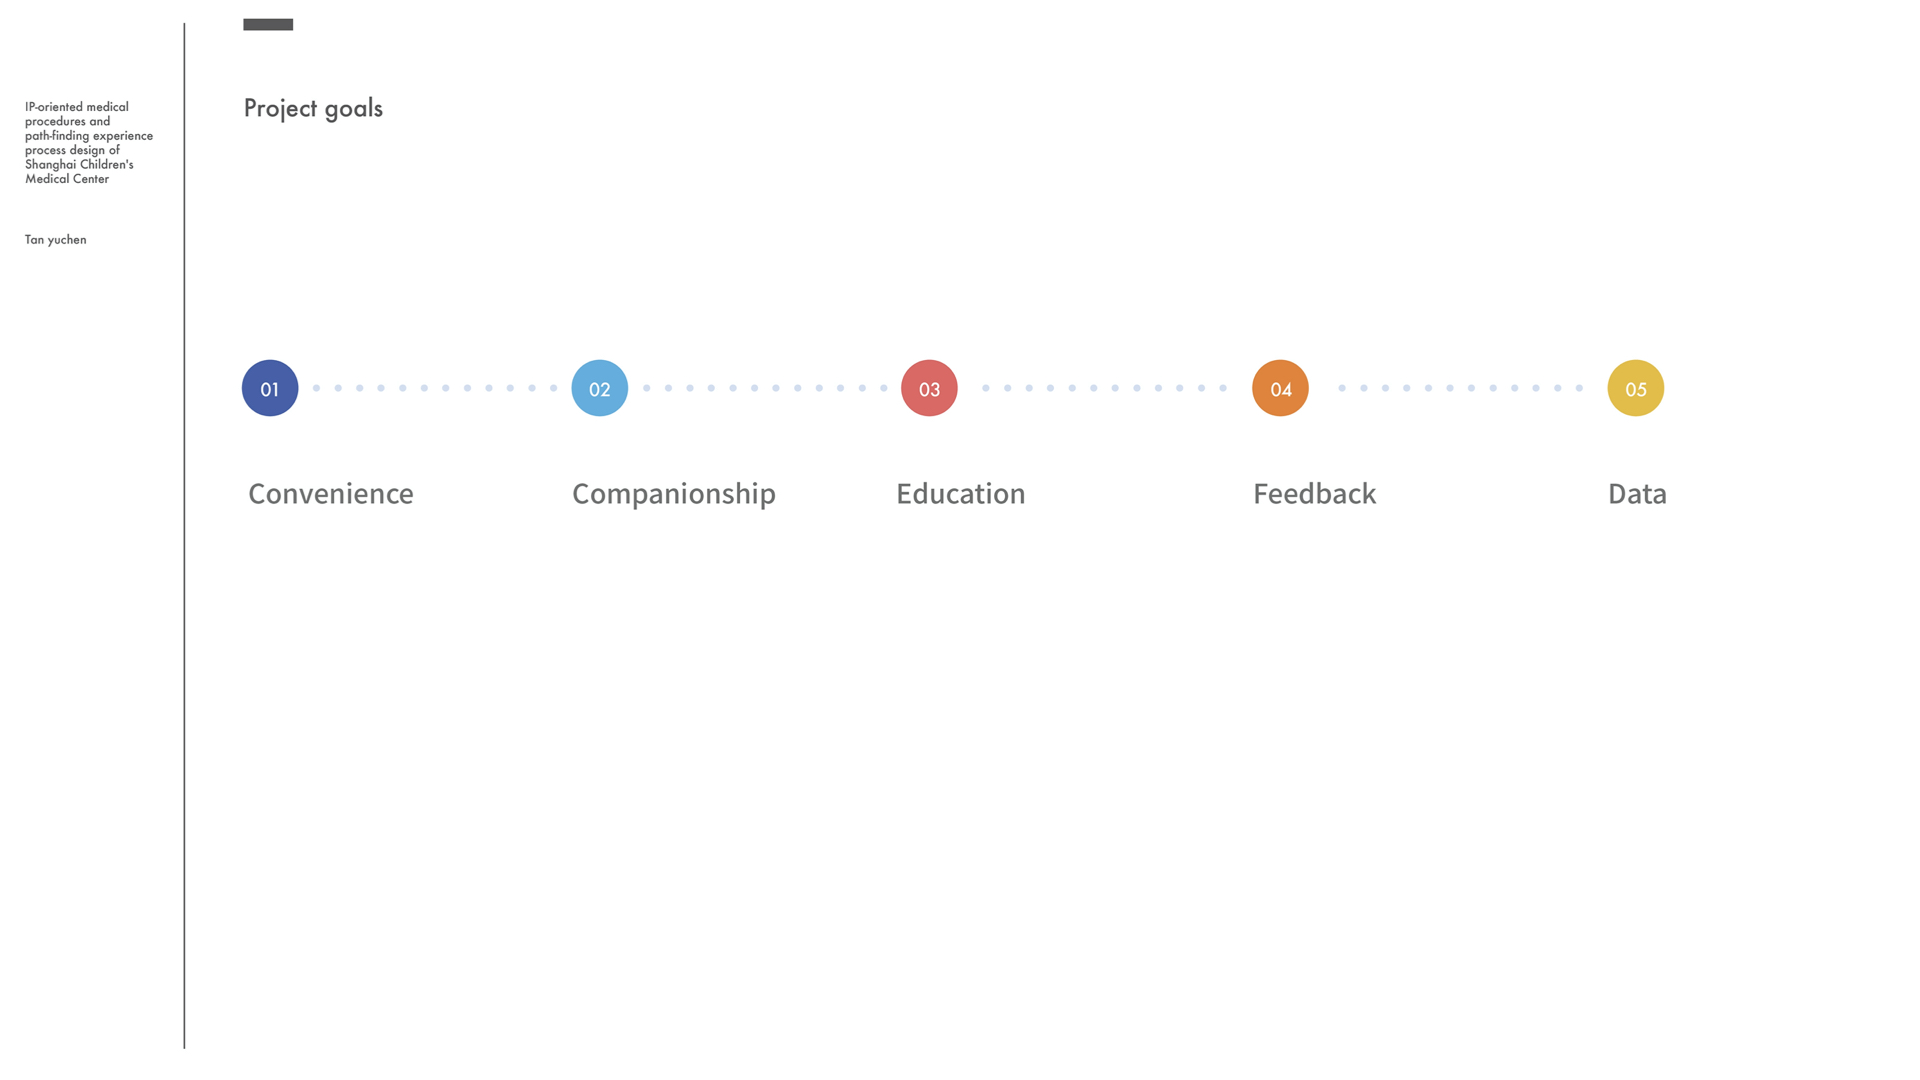 IP-oriented medical
procedures and
path-finding experience
process design of
Shanghai Children's
Medical Center
Tan yuchen
Project goals
01 02 03 04 05
Convenience Companionship Education Feedback Data